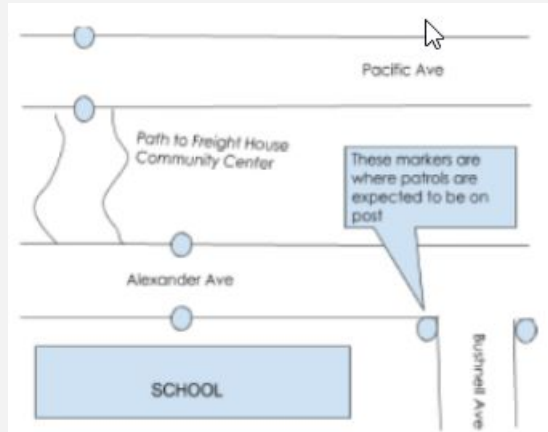 Pacific Ave
Path to Freight House
Community Center
These markers are
where patrols are
expected to be on
post
Alexander Ave
SCHOOL
Bushnell Ave